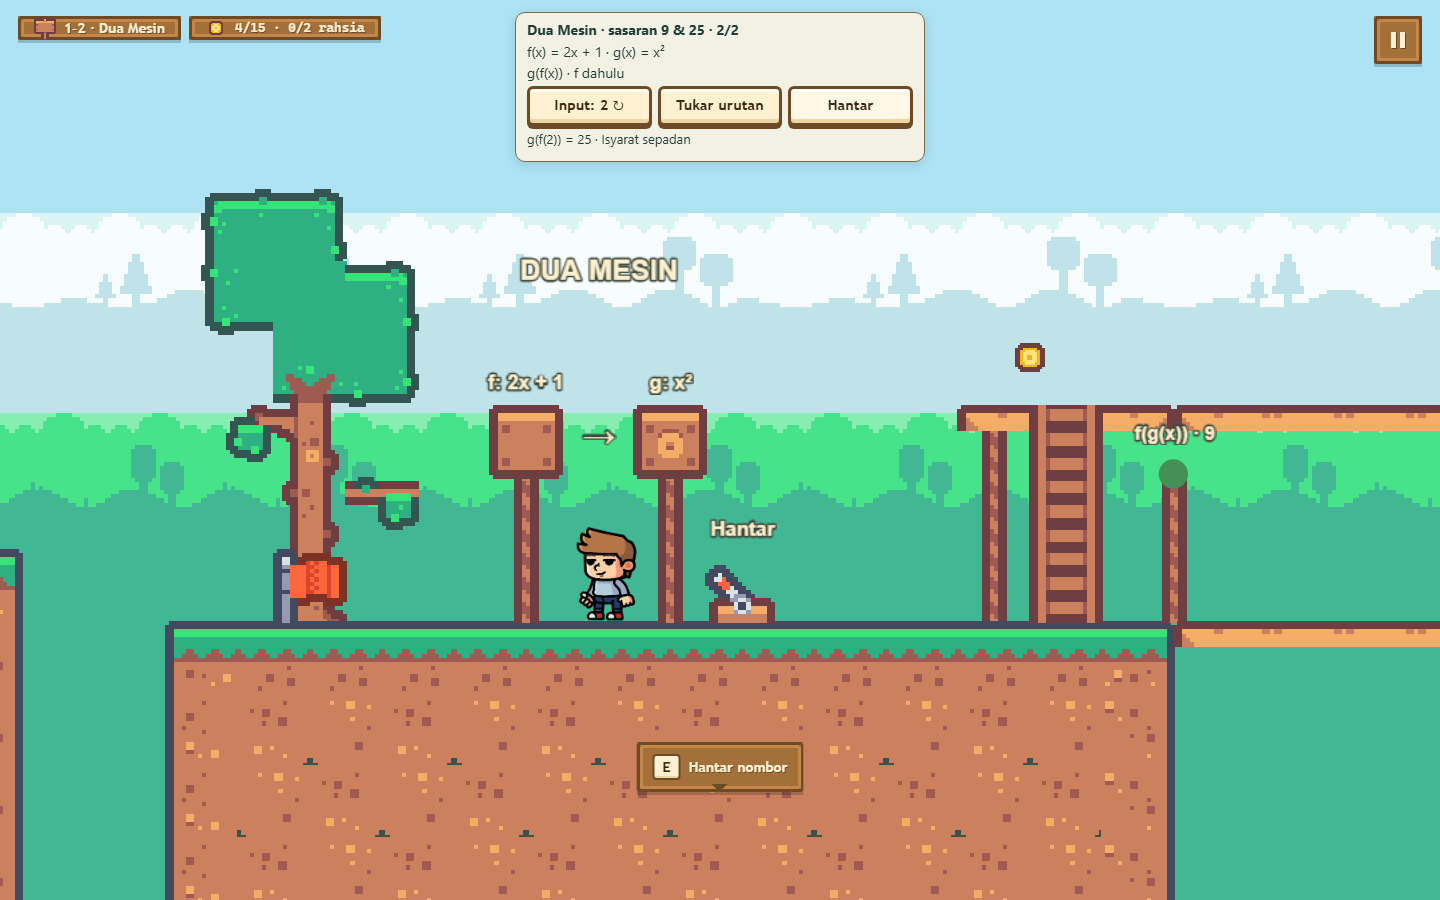 1-2 · Dua Mesin
4/15 · 0/2 rahsia
Dua Mesin · sasaran 9 & 25 · 2/2
f(x) = 2x + 1 · g(x) = x²
g(f(x)) · f dahulu
Input: 2 ↻
Tukar urutan
Hantar
g(f(2)) = 25 · Isyarat sepadan
DUA MESIN
f: 2x + 1
g: x²
→
f(g(x)) · 9
Hantar
E Hantar nombor